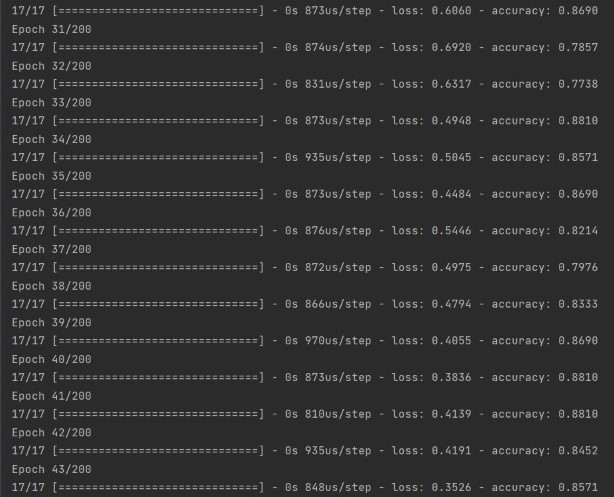 17/17 [==============================] - 0s 873us/step - loss: 0.6060 - accuracy: 0.8690
Epoch 31/200
17/17 [==============================] - 0s 874us/step - loss: 0.6920 - accuracy: 0.7857
Epoch 32/200
17/17 [==============================] - 0s 831us/step - loss: 0.6317 - accuracy: 0.7738
Epoch 33/200
17/17 [==============================] - 0s 873us/step - loss: 0.4948 - accuracy: 0.8810
Epoch 34/200
17/17 [==============================] - 0s 935us/step - loss: 0.5045 - accuracy: 0.8571
Epoch 35/200
17/17 [==============================] - 0s 873us/step - loss: 0.4484 - accuracy: 0.8690
Epoch 36/200
17/17 [==============================] - 0s 876us/step - loss: 0.5446 - accuracy: 0.8214
Epoch 37/200
17/17 [==============================] - 0s 872us/step - loss: 0.4975 - accuracy: 0.7976
Epoch 38/200
17/17 [==============================] - 0s 866us/step - loss: 0.4794 - accuracy: 0.8333
Epoch 39/200
17/17 [==============================] - 0s 970us/step - loss: 0.4055 - accuracy: 0.8690
Epoch 40/200
17/17 [==============================] - 0s 873us/step - loss: 0.3836 - accuracy: 0.8810
Epoch 41/200
17/17 [==============================] - 0s 810us/step - loss: 0.4139 - accuracy: 0.8810
Epoch 42/200
17/17 [==============================] - 0s 935us/step - loss: 0.4191 - accuracy: 0.8452
Epoch 43/200
17/17 [==============================] - 0s 848us/step - loss: 0.3526 - accuracy: 0.8571